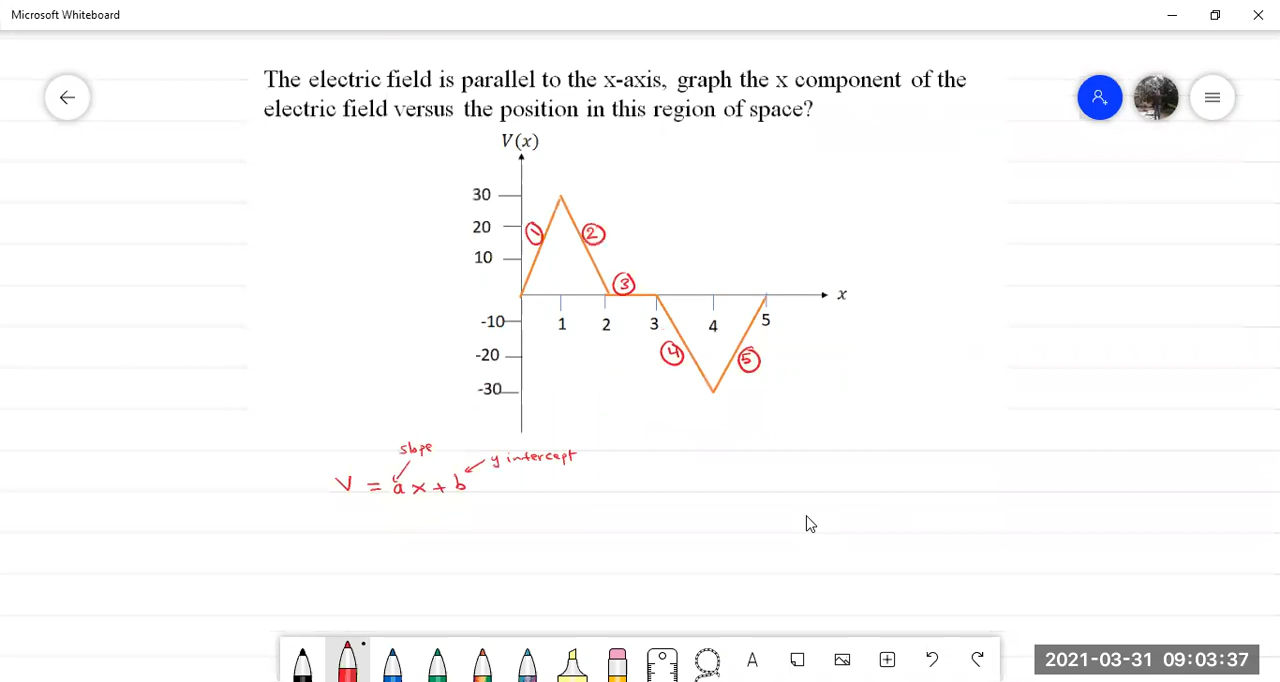 Microsoft Whiteboard
The electric field is parallel to the x-axis, graph the x component of the
electric field versus the position in this region of space?
V(x)
30
20
10
-10
-20
-30
1
2
3
4
5
x
1
2
3
4
5
slope
y intercept
V = a x + b
A
2021-03-31 09:03:37